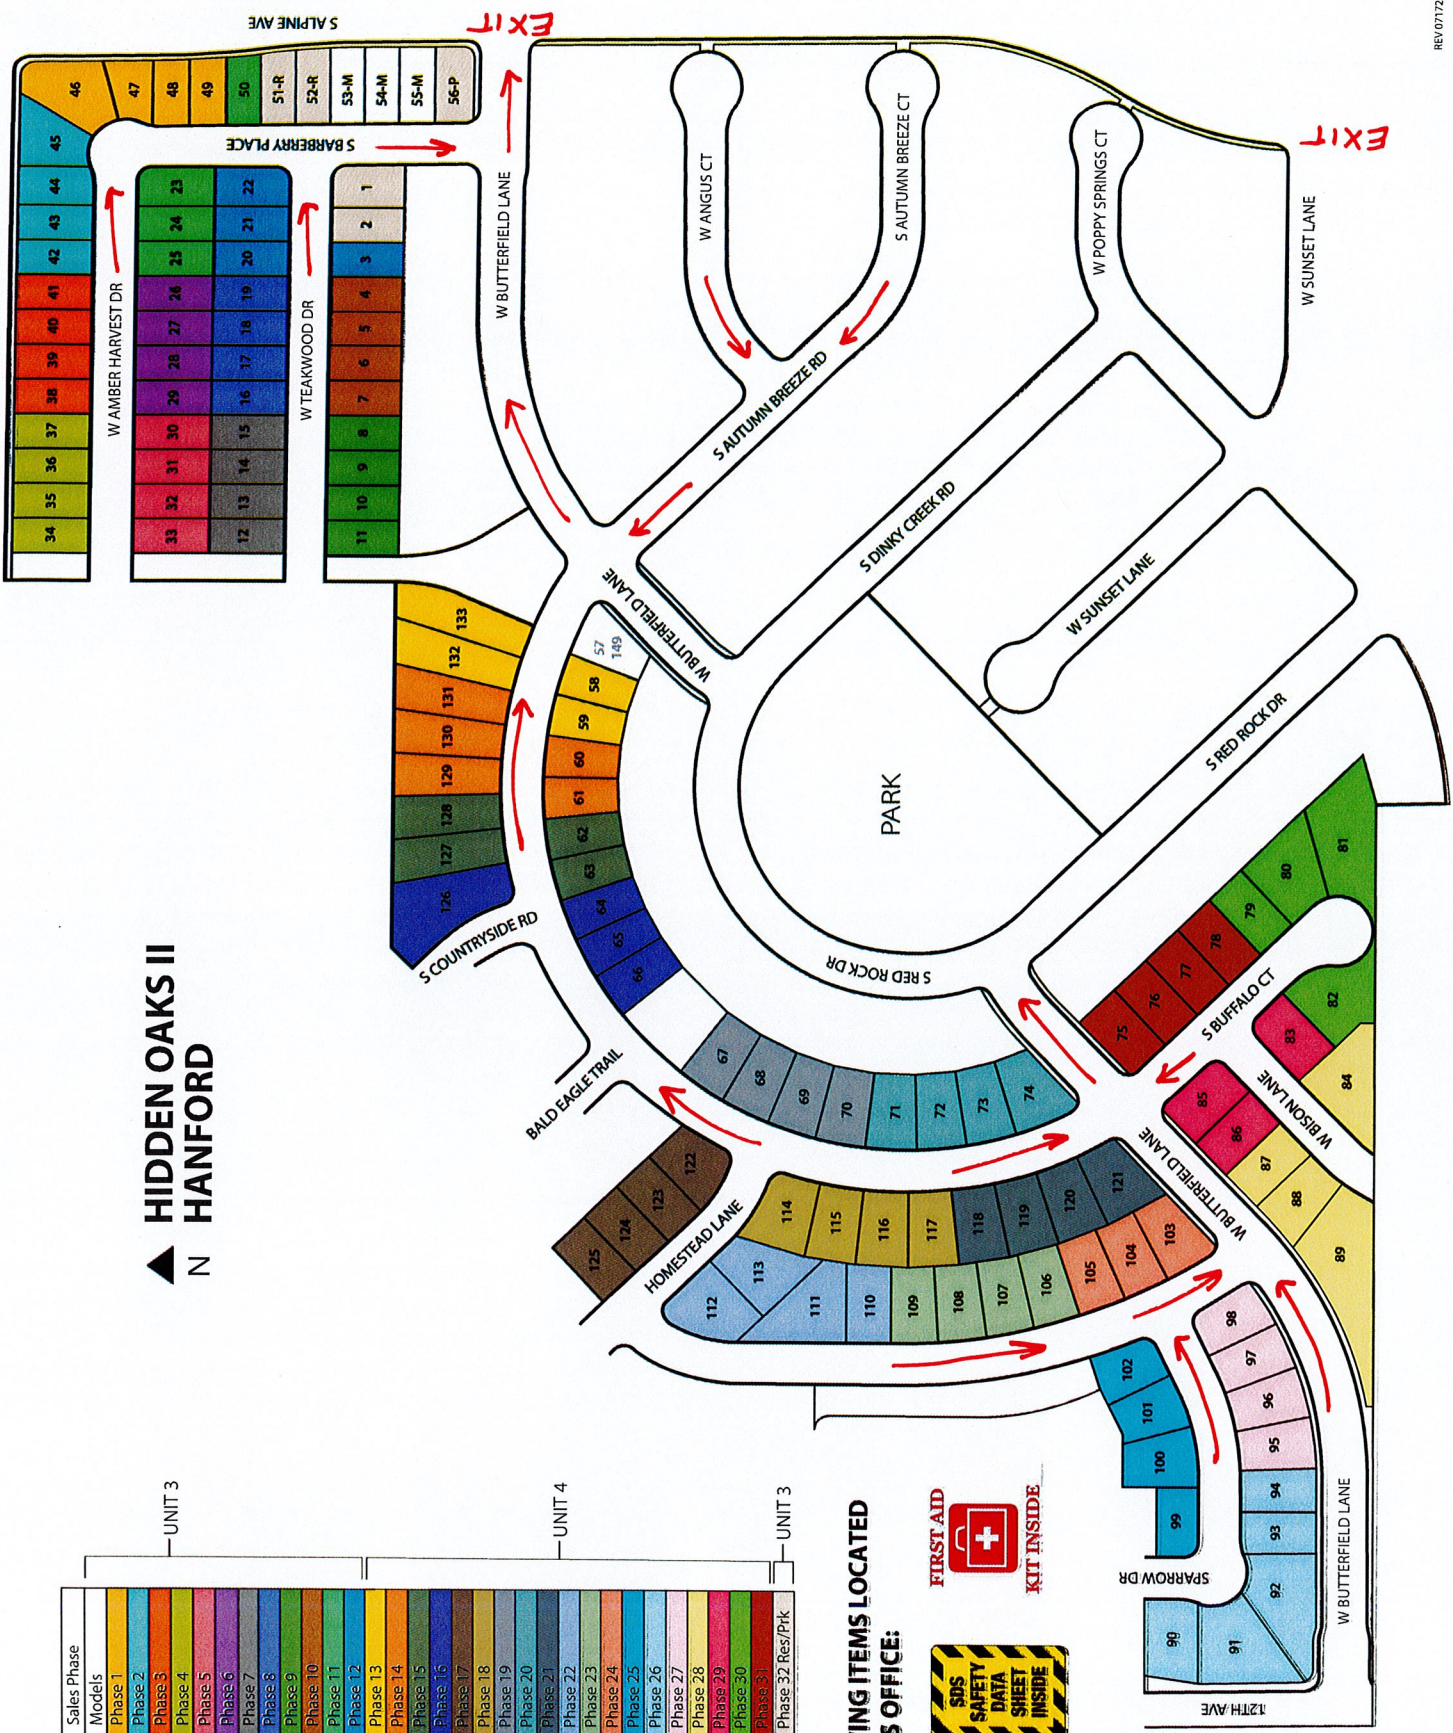 HIDDEN OAKS II
N HANFORD
REV 07172
S ALPINE AVE
EXIT
EXIT
46
47
48
49
50
51-R
52-R
53-M
54-M
55-M
56-P
45
44
43
42
41
40
39
38
37
36
35
34
S BARBERRY PLACE
W AMBER HARVEST DR
23
24
25
26
27
28
29
30
31
32
33
22
21
20
19
18
17
16
15
14
13
12
W TEAKWOOD DR
1
2
3
4
5
6
7
8
9
10
11
W BUTTERFIELD LANE
W ANGUS CT
S AUTUMN BREEZE CT
S AUTUMN BREEZE RD
W POPPY SPRINGS CT
W SUNSET LANE
S DINKY CREEK RD
W SUNSET LANE
W BUTTERFIELD LANE
S RED ROCK DR
PARK
S RED ROCK DR
133
132
131
130
129
128
127
126
57
149
58
59
60
61
62
63
64
65
66
67
68
69
70
71
72
73
74
S COUNTRYSIDE RD
BALD EAGLE TRAIL
HOMESTEAD LANE
122
123
124
125
114
115
116
117
118
119
120
121
113
112
111
110
109
108
107
106
105
104
103
W BUTTERFIELD LANE
75
76
77
78
79
80
81
82
83
84
85
86
87
88
89
S BUFFALO CT
W BISON LANE
98
97
96
95
94
93
92
91
90
102
101
100
99
SPARROW DR
W BUTTERFIELD LANE
12TH AVE
Sales Phase
Models
Phase 1
Phase 2
Phase 3
Phase 4
Phase 5
Phase 6
Phase 7
Phase 8
Phase 9
Phase 10
Phase 11
Phase 12
Phase 13
Phase 14
Phase 15
Phase 16
Phase 17
Phase 18
Phase 19
Phase 20
Phase 21
Phase 22
Phase 23
Phase 24
Phase 25
Phase 26
Phase 27
Phase 28
Phase 29
Phase 30
Phase 31
Phase 32 Res/Prk
UNIT 3
UNIT 4
UNIT 3
ITEMS LOCATED
OFFICE:
FIRST AID
KIT INSIDE
SDS
SAFETY
DATA
SHEET
INSIDE